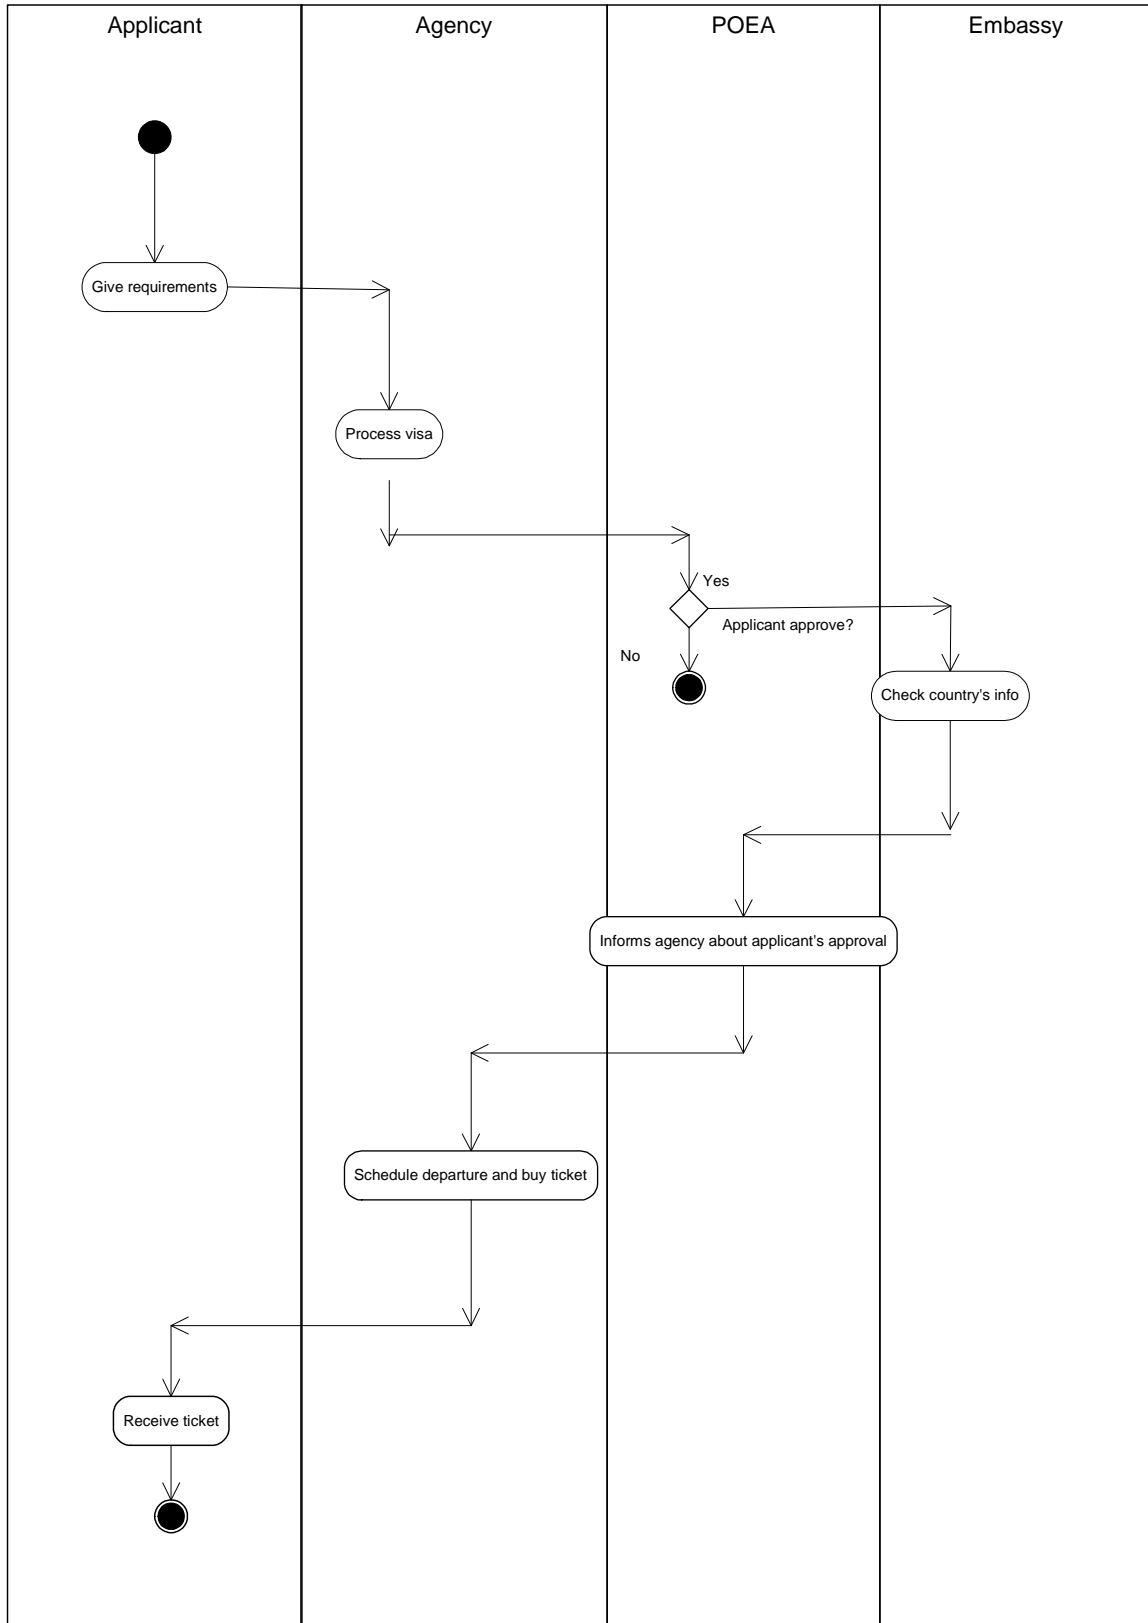 Applicant
Agency
POEA
Embassy
Give requirements
Process visa
Yes
Applicant approve?
No
Check country's info
Informs agency about applicant's approval
Schedule departure and buy ticket
Receive ticket